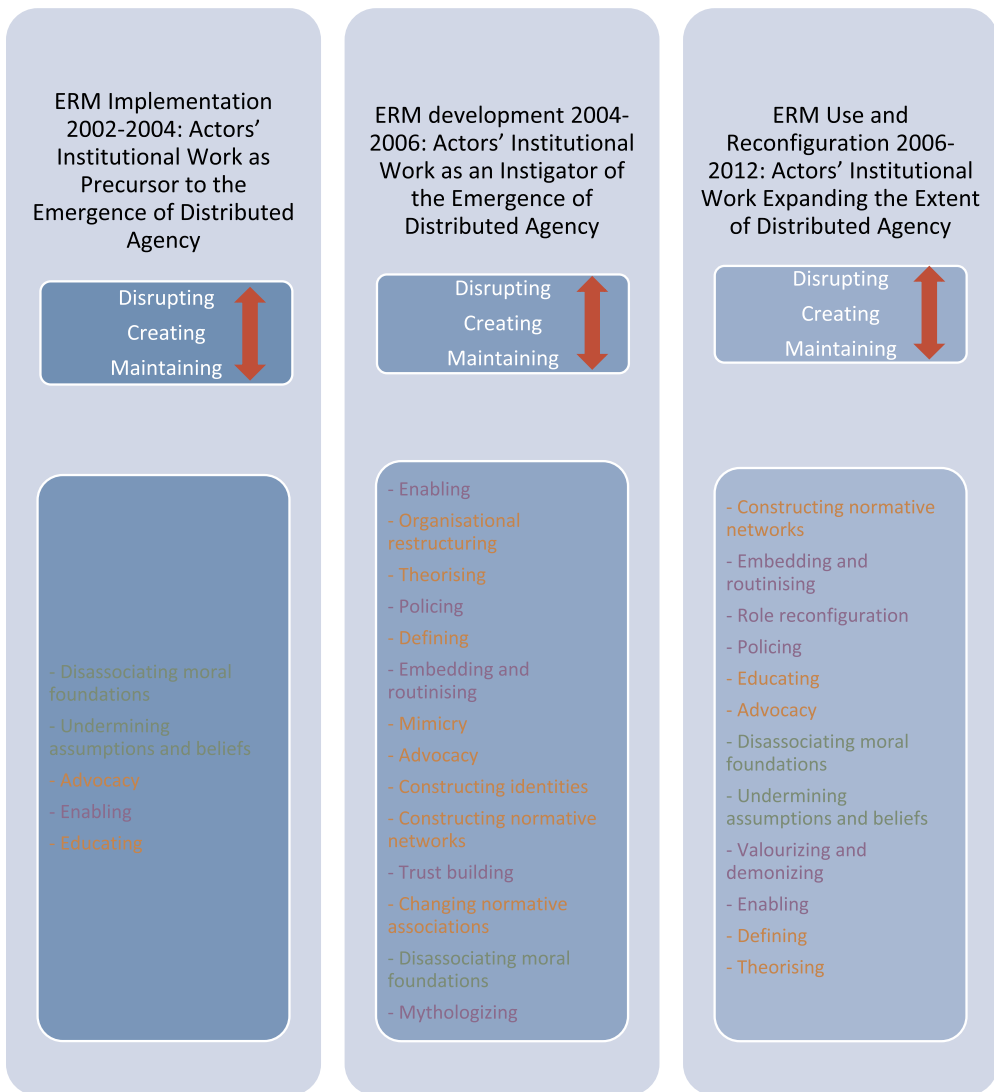 ERM Implementation
2002-2004: Actors’
Institutional Work as
Precursor to the
Emergence of Distributed
Agency
Disrupting
Creating
Maintaining
- Disassociating moral
foundations
- Undermining
assumptions and beliefs
- Advocacy
- Enabling
- Educating
ERM development 2004-
2006: Actors’ Institutional
Work as an Instigator of
the Emergence of
Distributed Agency
Disrupting
Creating
Maintaining
- Enabling
- Organisational
restructuring
- Theorising
- Policing
- Defining
- Embedding and
routinising
- Mimicry
- Advocacy
- Constructing identities
- Constructing normative
networks
- Trust building
- Changing normative
associations
- Disassociating moral
foundations
- Mythologizing
ERM Use and
Reconfiguration 2006-
2012: Actors’ Institutional
Work Expanding the Extent
of Distributed Agency
Disrupting
Creating
Maintaining
- Constructing normative
networks
- Embedding and
routinising
- Role reconfiguration
- Policing
- Educating
- Advocacy
- Disassociating moral
foundations
- Undermining
assumptions and beliefs
- Valourizing and
demonizing
- Enabling
- Defining
- Theorising